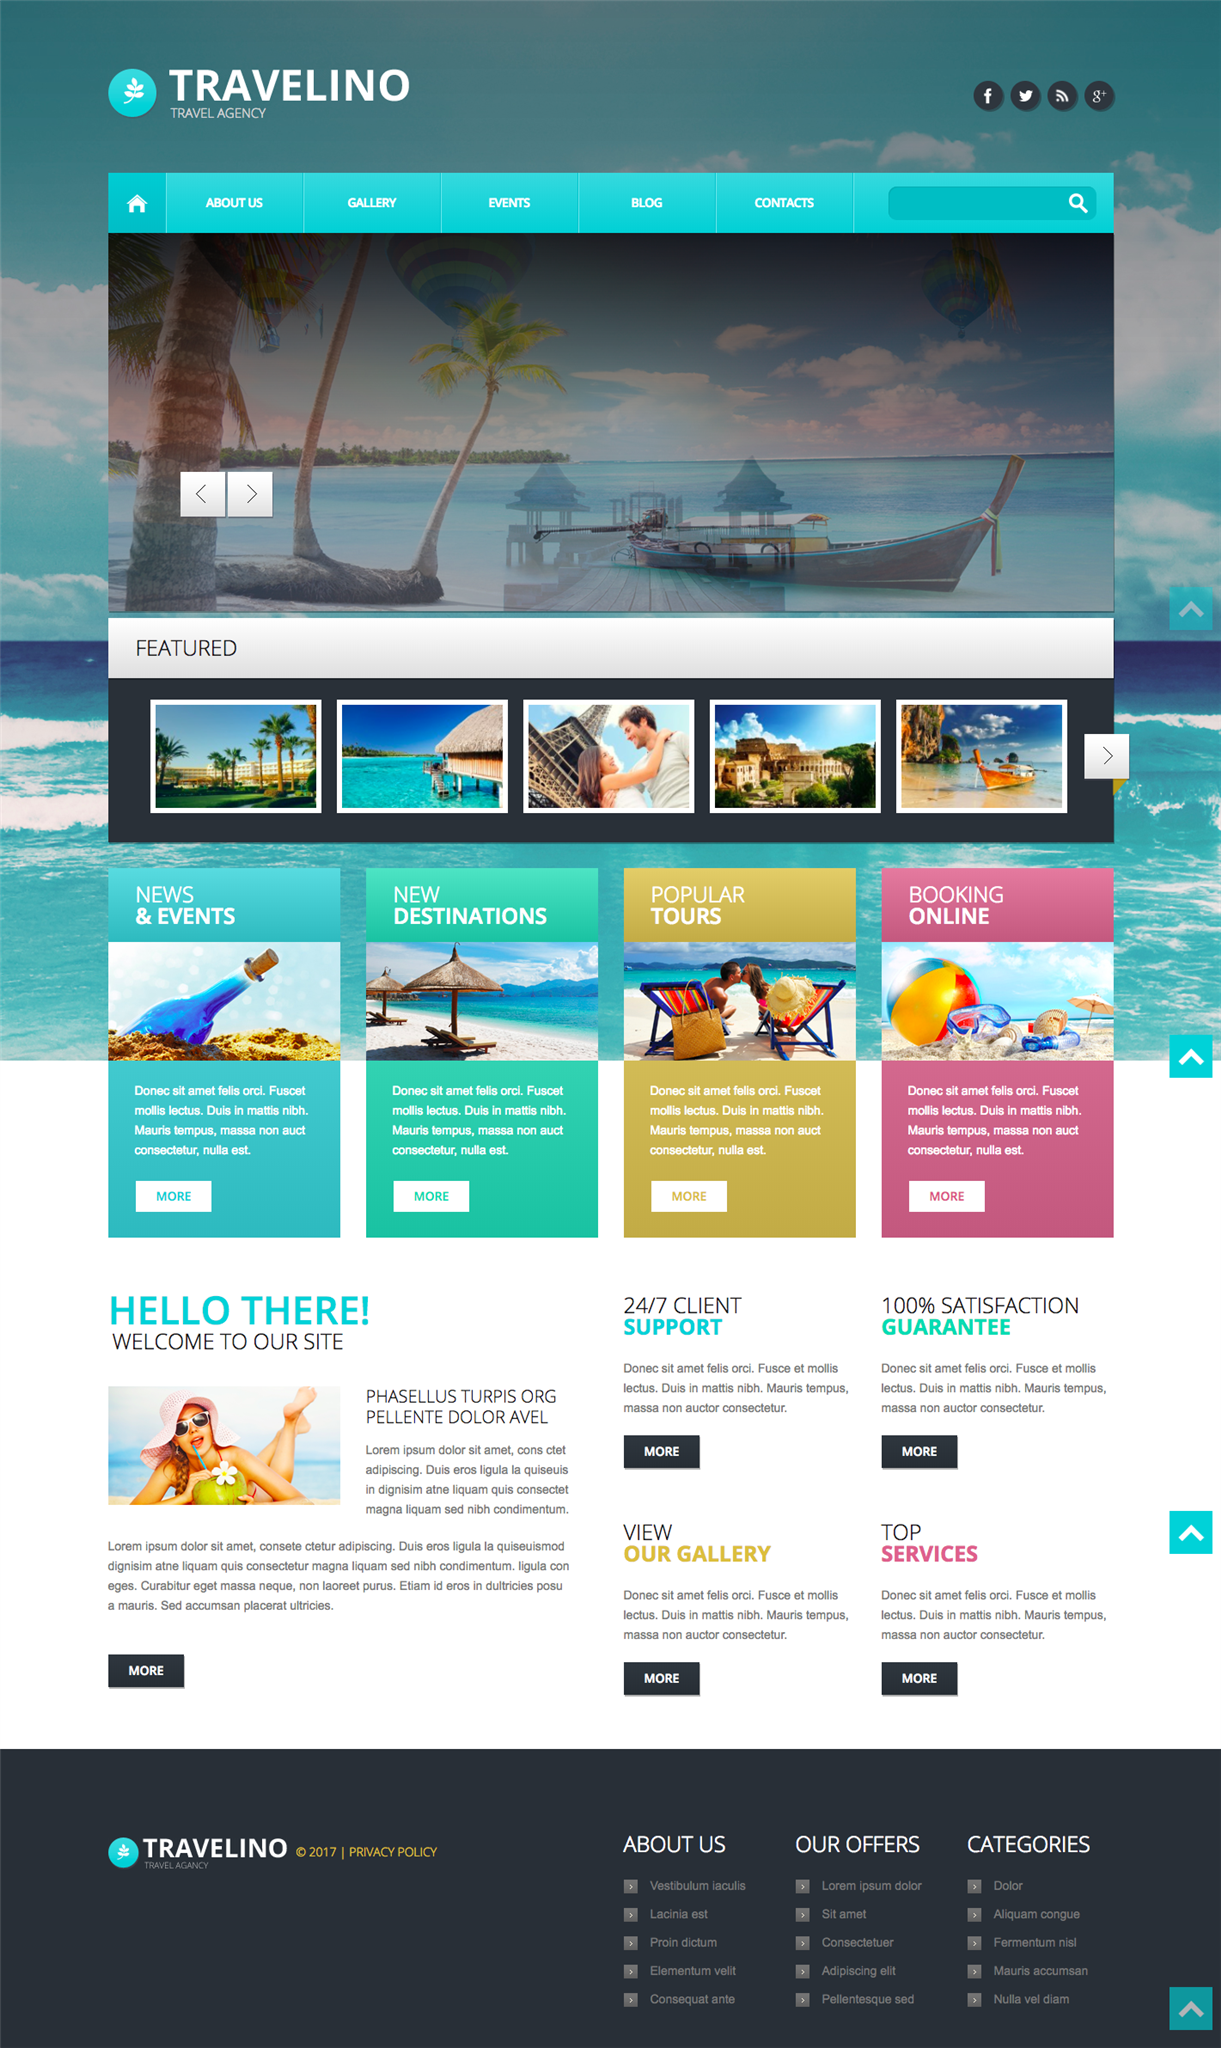 TRAVELINO
TRAVEL AGENCY
f
g+
ABOUT US
GALLERY
EVENTS
BLOG
CONTACTS
FEATURED
NEWS
& EVENTS
Donec sit amet felis orci. Fuscet
mollis lectus. Duis in mattis nibh.
Mauris tempus, massa non auct
consectetur, nulla est.
MORE
NEW
DESTINATIONS
Donec sit amet felis orci. Fuscet
mollis lectus. Duis in mattis nibh.
Mauris tempus, massa non auct
consectetur, nulla est.
MORE
POPULAR
TOURS
Donec sit amet felis orci. Fuscet
mollis lectus. Duis in mattis nibh.
Mauris tempus, massa non auct
consectetur, nulla est.
MORE
BOOKING
ONLINE
Donec sit amet felis orci. Fuscet
mollis lectus. Duis in mattis nibh.
Mauris tempus, massa non auct
consectetur, nulla est.
MORE
HELLO THERE!
WELCOME TO OUR SITE
PHASELLUS TURPIS ORG
PELLENTE DOLOR AVEL
Lorem ipsum dolor sit amet, cons ctet
adipiscing. Duis eros ligula la quiseuis
in dignisim atne liquam quis consectet
magna liquam sed nibh condimentum.
Lorem ipsum dolor sit amet, consete ctetur adipiscing. Duis eros ligula la quiseuismod
dignisim atne liquam quis consectetur magna liquam sed nibh condimentum. ligula con
eges. Curabitur eget massa neque, non laoreet purus. Etiam id eros in dultricies posu
a mauris. Sed accumsan placerat ultricies.
MORE
24/7 CLIENT
SUPPORT
Donec sit amet felis orci. Fusce et mollis
lectus. Duis in mattis nibh. Mauris tempus,
massa non auctor consectetur.
MORE
100% SATISFACTION
GUARANTEE
Donec sit amet felis orci. Fusce et mollis
lectus. Duis in mattis nibh. Mauris tempus,
massa non auctor consectetur.
MORE
VIEW
OUR GALLERY
Donec sit amet felis orci. Fusce et mollis
lectus. Duis in mattis nibh. Mauris tempus,
massa non auctor consectetur.
MORE
TOP
SERVICES
Donec sit amet felis orci. Fusce et mollis
lectus. Duis in mattis nibh. Mauris tempus,
massa non auctor consectetur.
MORE
TRAVELINO
TRAVEL AGANCY
© 2017 | PRIVACY POLICY
ABOUT US
Vestibulum iaculis
Lacinia est
Proin dictum
Elementum velit
Consequat ante
OUR OFFERS
Lorem ipsum dolor
Sit amet
Consectetuer
Adipiscing elit
Pellentesque sed
CATEGORIES
Dolor
Aliquam congue
Fermentum nisl
Mauris accumsan
Nulla vel diam